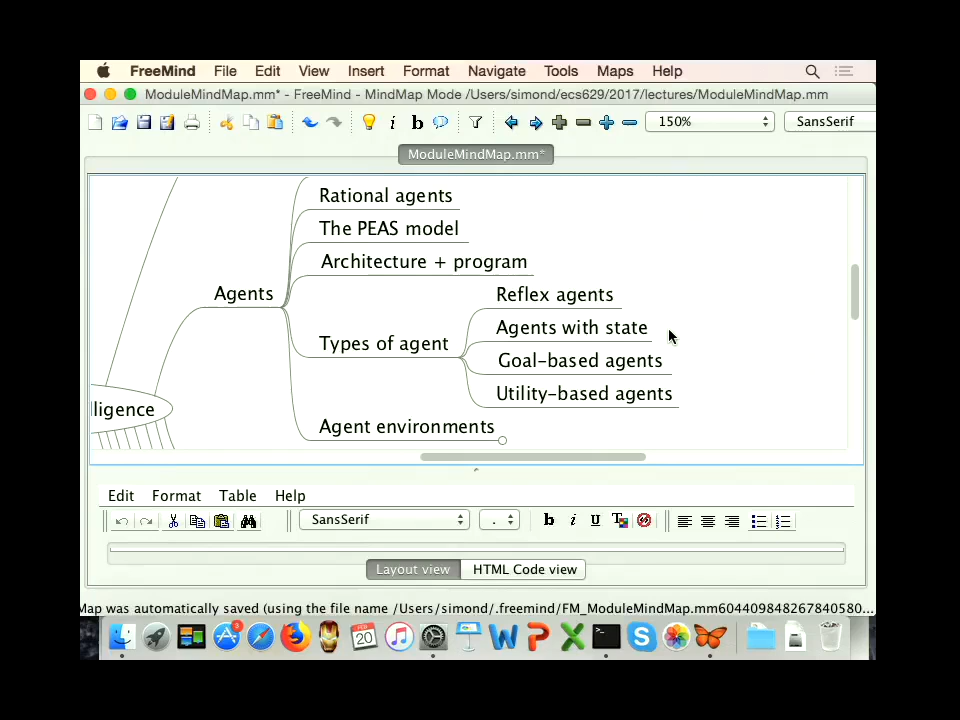 FreeMind File Edit View Insert Format Navigate Tools Maps Help
ModuleMindMap.mm* - FreeMind - MindMap Mode /Users/simond/ecs629/2017/lectures/ModuleMindMap.mm
i b 150% SansSerif
ModuleMindMap.mm*
Rational agents
The PEAS model
Architecture + program
Agents
Reflex agents
Agents with state
Types of agent
Goal-based agents
Utility-based agents
lligence
Agent environments
Edit Format Table Help
SansSerif . b i U T
Layout view HTML Code view
Map was automatically saved (using the file name /Users/simond/.freemind/FM_ModuleMindMap.mm604409848267840580...
3 FEB 20 W P X S